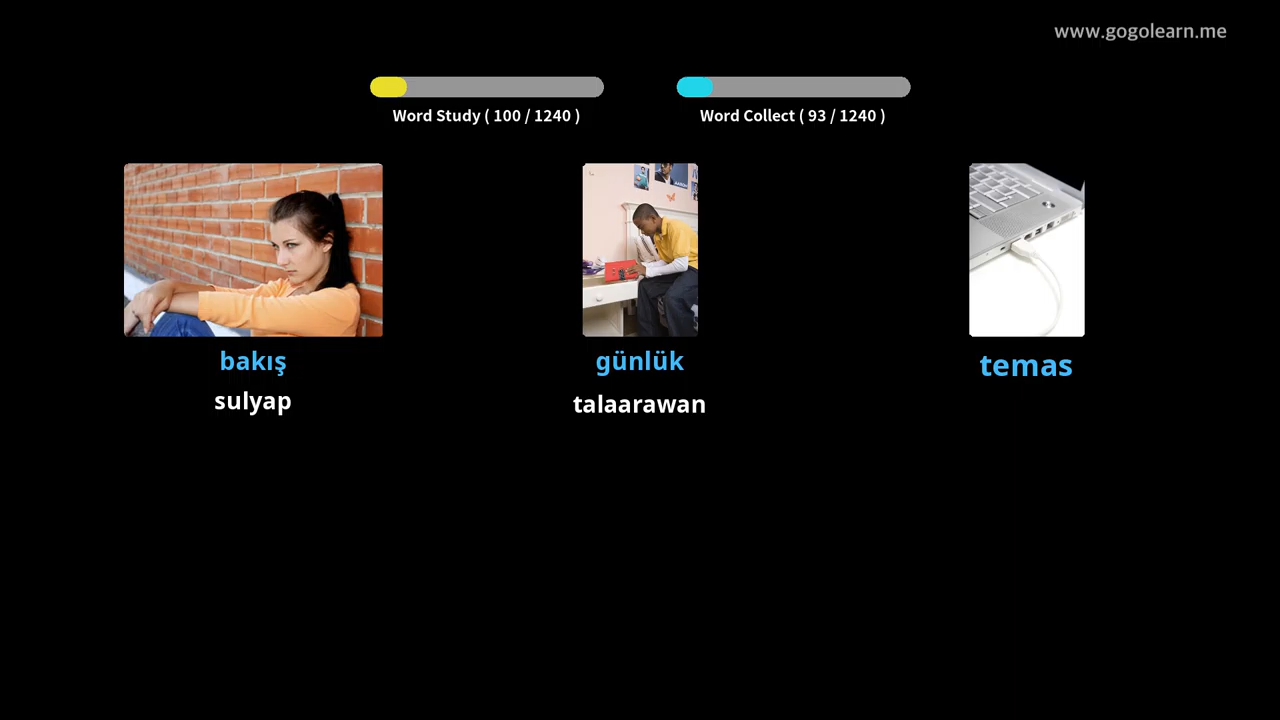 www.gogolearn.me
Word Study ( 100 / 1240 )
Word Collect ( 93 / 1240 )
bakış
günlük
temas
sulyap
talaarawan